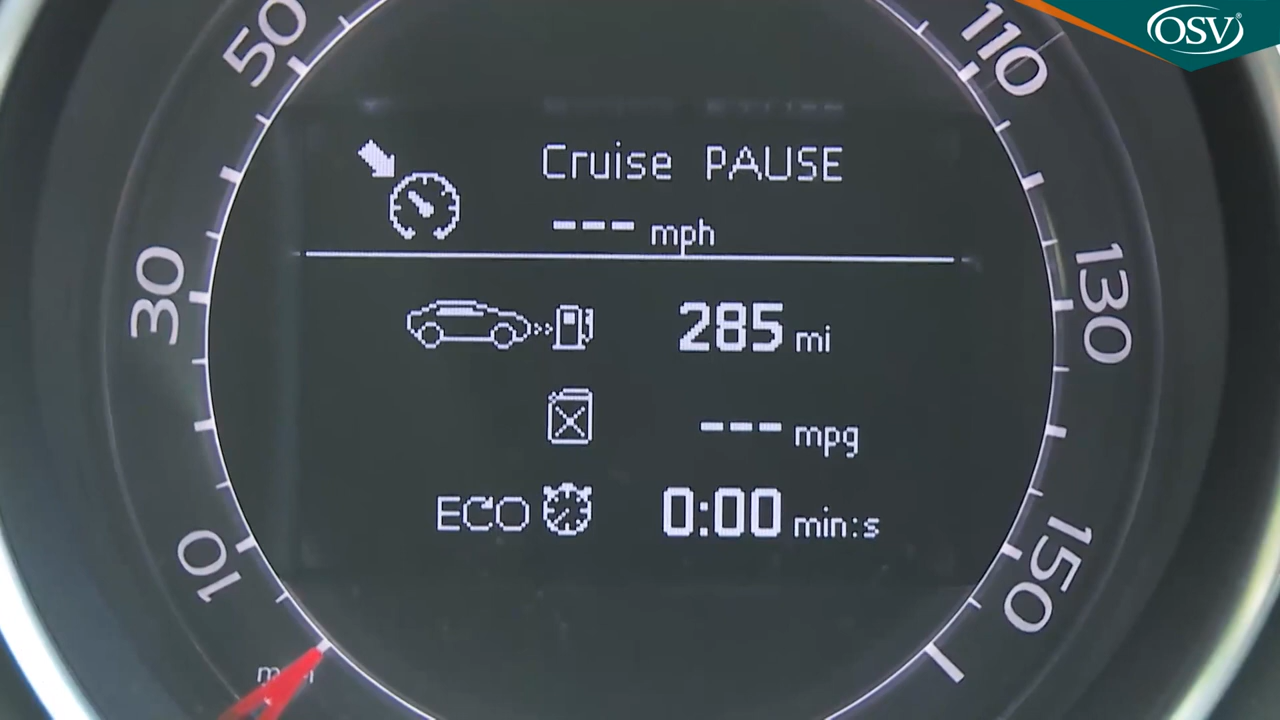 OSV®
50
110
Cruise PAUSE
--- mph
30
130
285 mi
--- mpg
ECO 0:00 min:s
10
150